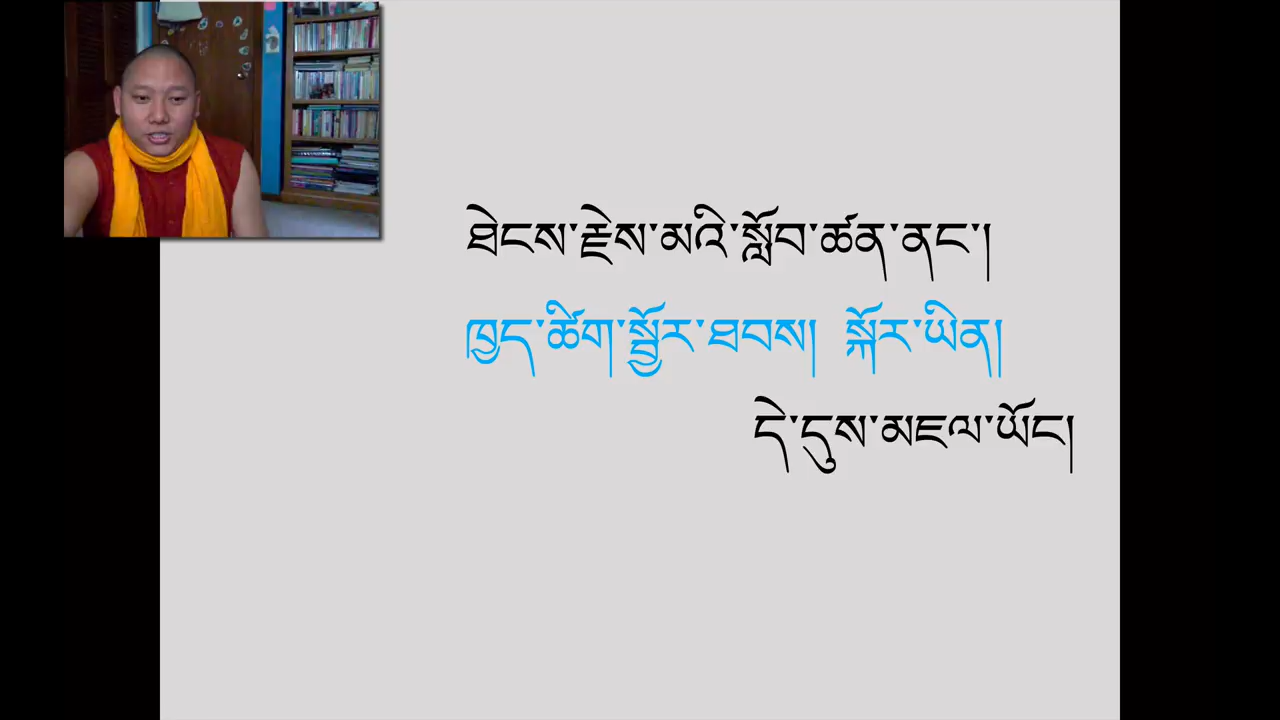 ཐེངས་རྗེས་མའི་སློབ་ཚན་ནང་།
ཁྱད་ཚིག་སྦྱོར་ཐབས། སྐོར་ཡིན།
དེ་དུས་མཇལ་ཡོང།